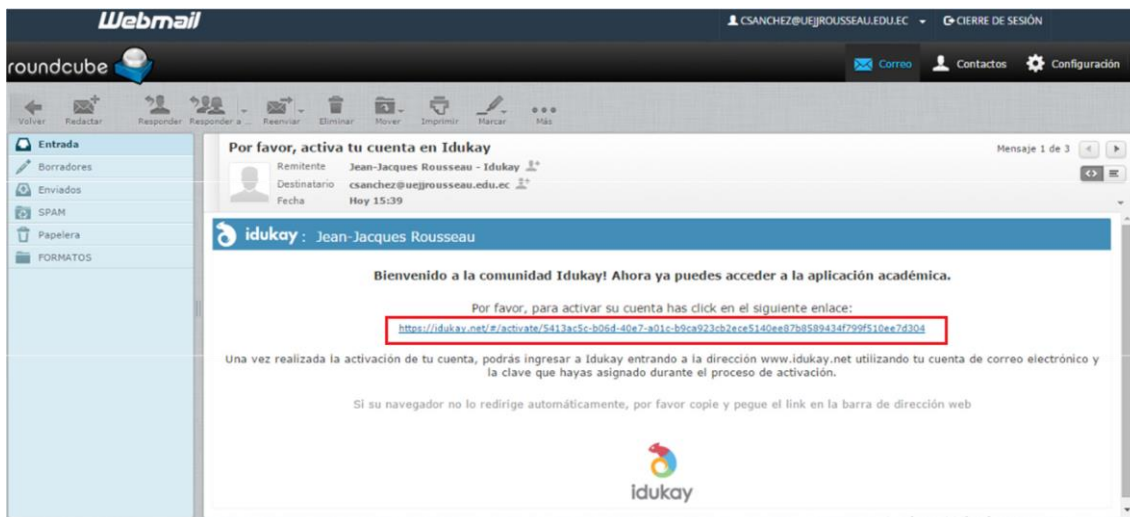 Webmail
CSANCHEZ@UEJJROUSSEAU.EDU.EC
CIERRE DE SESIÓN
roundcube
Correo
Contactos
Configuración
Volver
Redactar
Responder
Responder a ...
Reenviar
Eliminar
Mover
Imprimir
Marcar
Más
Entrada
Borradores
Enviados
SPAM
Papelera
FORMATOS
Por favor, activa tu cuenta en Idukay
Mensaje 1 de 3
Remitente Jean-Jacques Rousseau - Idukay
Destinatario csanchez@uejjrousseau.edu.ec
Fecha Hoy 15:39
idukay : Jean-Jacques Rousseau
Bienvenido a la comunidad Idukay! Ahora ya puedes acceder a la aplicación académica.
Por favor, para activar su cuenta has click en el siguiente enlace:
https://idukay.net/#/activate/5413ac5c-b06d-40e7-a01c-b9ca923cb2ece5140ee87b8589434f799f510ee7d304
Una vez realizada la activación de tu cuenta, podrás ingresar a Idukay entrando a la dirección www.idukay.net utilizando tu cuenta de correo electrónico y
la clave que hayas asignado durante el proceso de activación.
Si su navegador no lo redirige automáticamente, por favor copie y pegue el link en la barra de dirección web
idukay